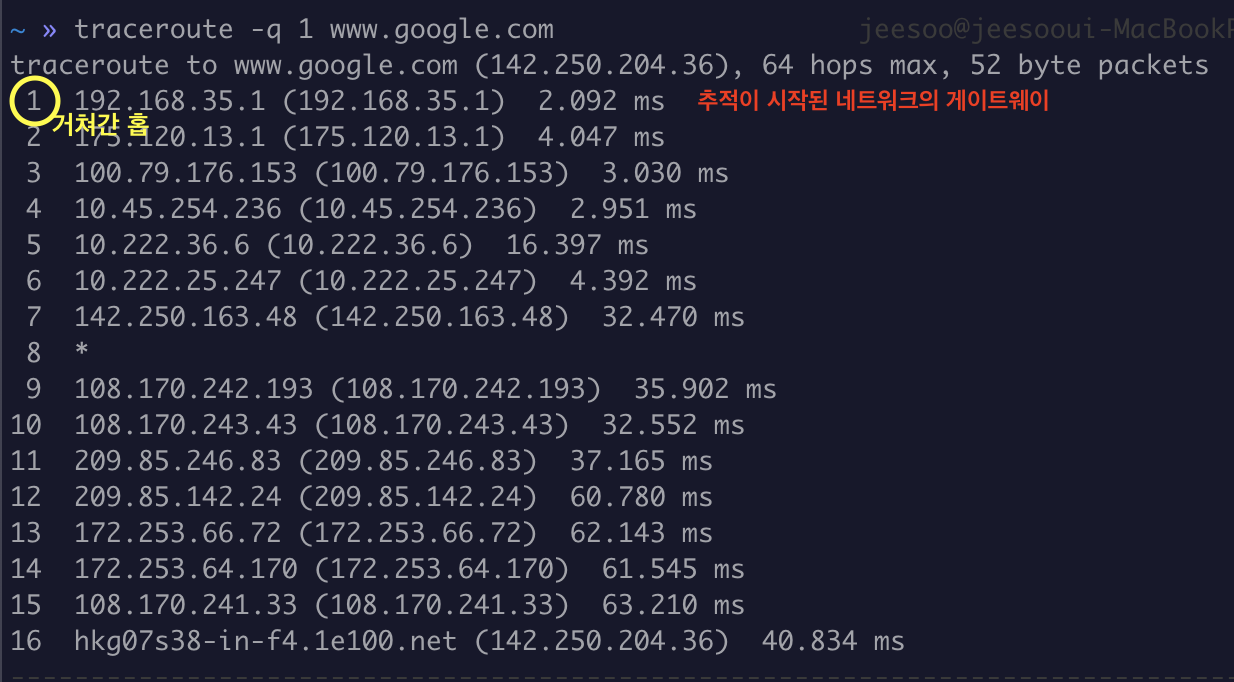 ~ » traceroute -q 1 www.google.com jeesoo@jeesooui-MacBookP
traceroute to www.google.com (142.250.204.36), 64 hops max, 52 byte packets
1 192.168.35.1 (192.168.35.1) 2.092 ms 추적이 시작된 네트워크의 게이트웨이
거쳐간 홉
2 175.120.13.1 (175.120.13.1) 4.047 ms
3 100.79.176.153 (100.79.176.153) 3.030 ms
4 10.45.254.236 (10.45.254.236) 2.951 ms
5 10.222.36.6 (10.222.36.6) 16.397 ms
6 10.222.25.247 (10.222.25.247) 4.392 ms
7 142.250.163.48 (142.250.163.48) 32.470 ms
8 *
9 108.170.242.193 (108.170.242.193) 35.902 ms
10 108.170.243.43 (108.170.243.43) 32.552 ms
11 209.85.246.83 (209.85.246.83) 37.165 ms
12 209.85.142.24 (209.85.142.24) 60.780 ms
13 172.253.66.72 (172.253.66.72) 62.143 ms
14 172.253.64.170 (172.253.64.170) 61.545 ms
15 108.170.241.33 (108.170.241.33) 63.210 ms
16 hkg07s38-in-f4.1e100.net (142.250.204.36) 40.834 ms